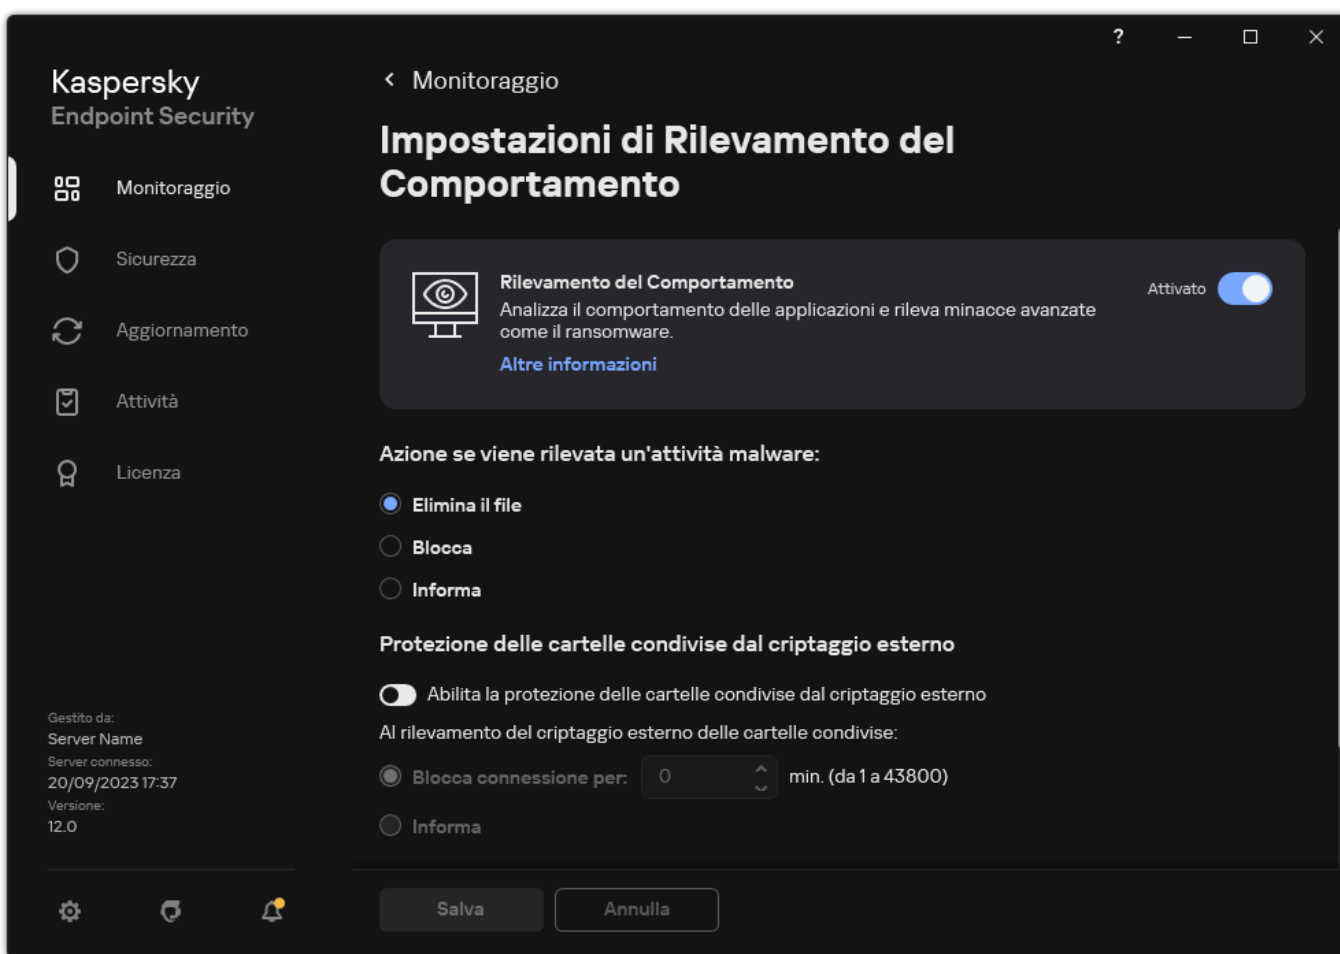 ?
Kaspersky
Endpoint Security
Monitoraggio
Sicurezza
Aggiornamento
Attività
Licenza
Gestito da:
Server Name
Server connesso:
20/09/2023 17:37
Versione:
12.0
Monitoraggio
Impostazioni di Rilevamento del
Comportamento
Rilevamento del Comportamento
Attivato
Analizza il comportamento delle applicazioni e rileva minacce avanzate
come il ransomware.
Altre informazioni
Azione se viene rilevata un'attività malware:
Elimina il file
Blocca
Informa
Protezione delle cartelle condivise dal criptaggio esterno
Abilita la protezione delle cartelle condivise dal criptaggio esterno
Al rilevamento del criptaggio esterno delle cartelle condivise:
Blocca connessione per: 0 min. (da 1 a 43800)
Informa
Salva Annulla